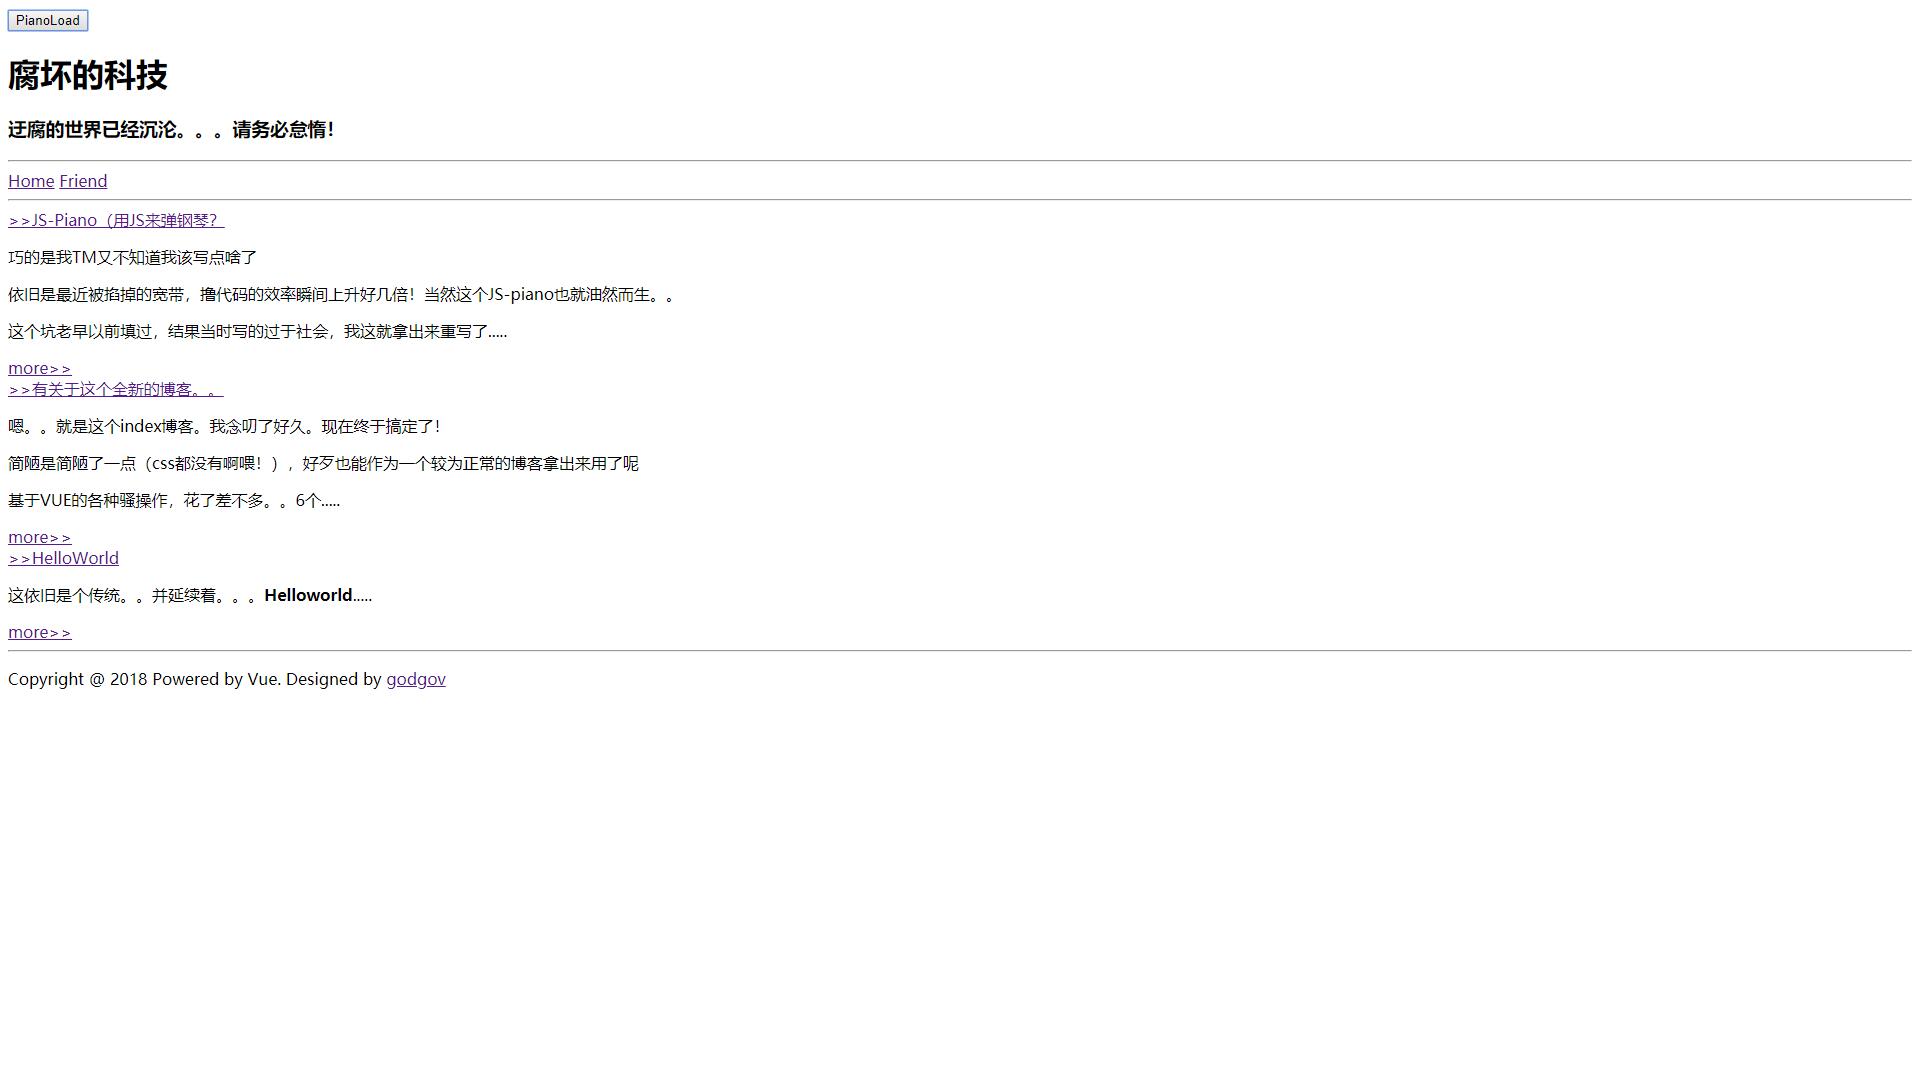 PianoLoad
腐坏的科技
迂腐的世界已经沉沦。。。请务必怠惰！
Home Friend
>>JS-Piano（用JS来弹钢琴？
巧的是我TM又不知道我该写点啥了
依旧是最近被掐掉的宽带，撸代码的效率瞬间上升好几倍！当然这个JS-piano也就油然而生。。
这个坑老早以前填过，结果当时写的过于社会，我这就拿出来重写了.....
more>>
>>有关于这个全新的博客。。
嗯。。就是这个index博客。我念叨了好久。现在终于搞定了！
简陋是简陋了一点（css都没有啊喂！），好歹也能作为一个较为正常的博客拿出来用了呢
基于VUE的各种骚操作，花了差不多。。6个.....
more>>
>>HelloWorld
这依旧是个传统。。并延续着。。。Helloworld.....
more>>
Copyright @ 2018 Powered by Vue. Designed by godgov